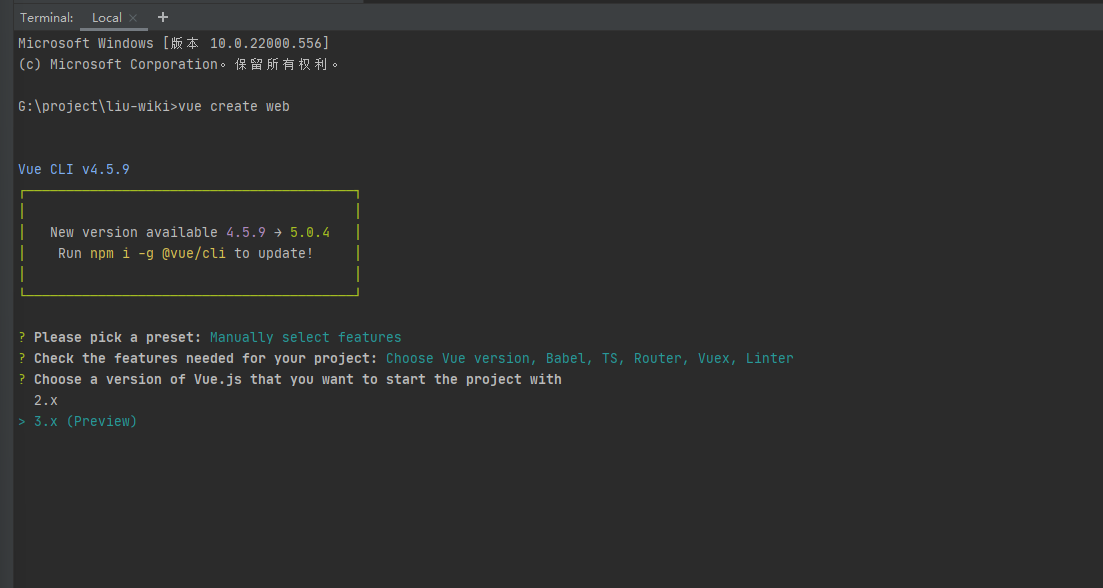 Terminal: Local × +
Microsoft Windows [版本 10.0.22000.556]
(c) Microsoft Corporation。保留所有权利。
G:\project\liu-wiki>vue create web
Vue CLI v4.5.9
New version available 4.5.9 → 5.0.4
Run npm i -g @vue/cli to update!
? Please pick a preset: Manually select features
? Check the features needed for your project: Choose Vue version, Babel, TS, Router, Vuex, Linter
? Choose a version of Vue.js that you want to start the project with
2.x
> 3.x (Preview)